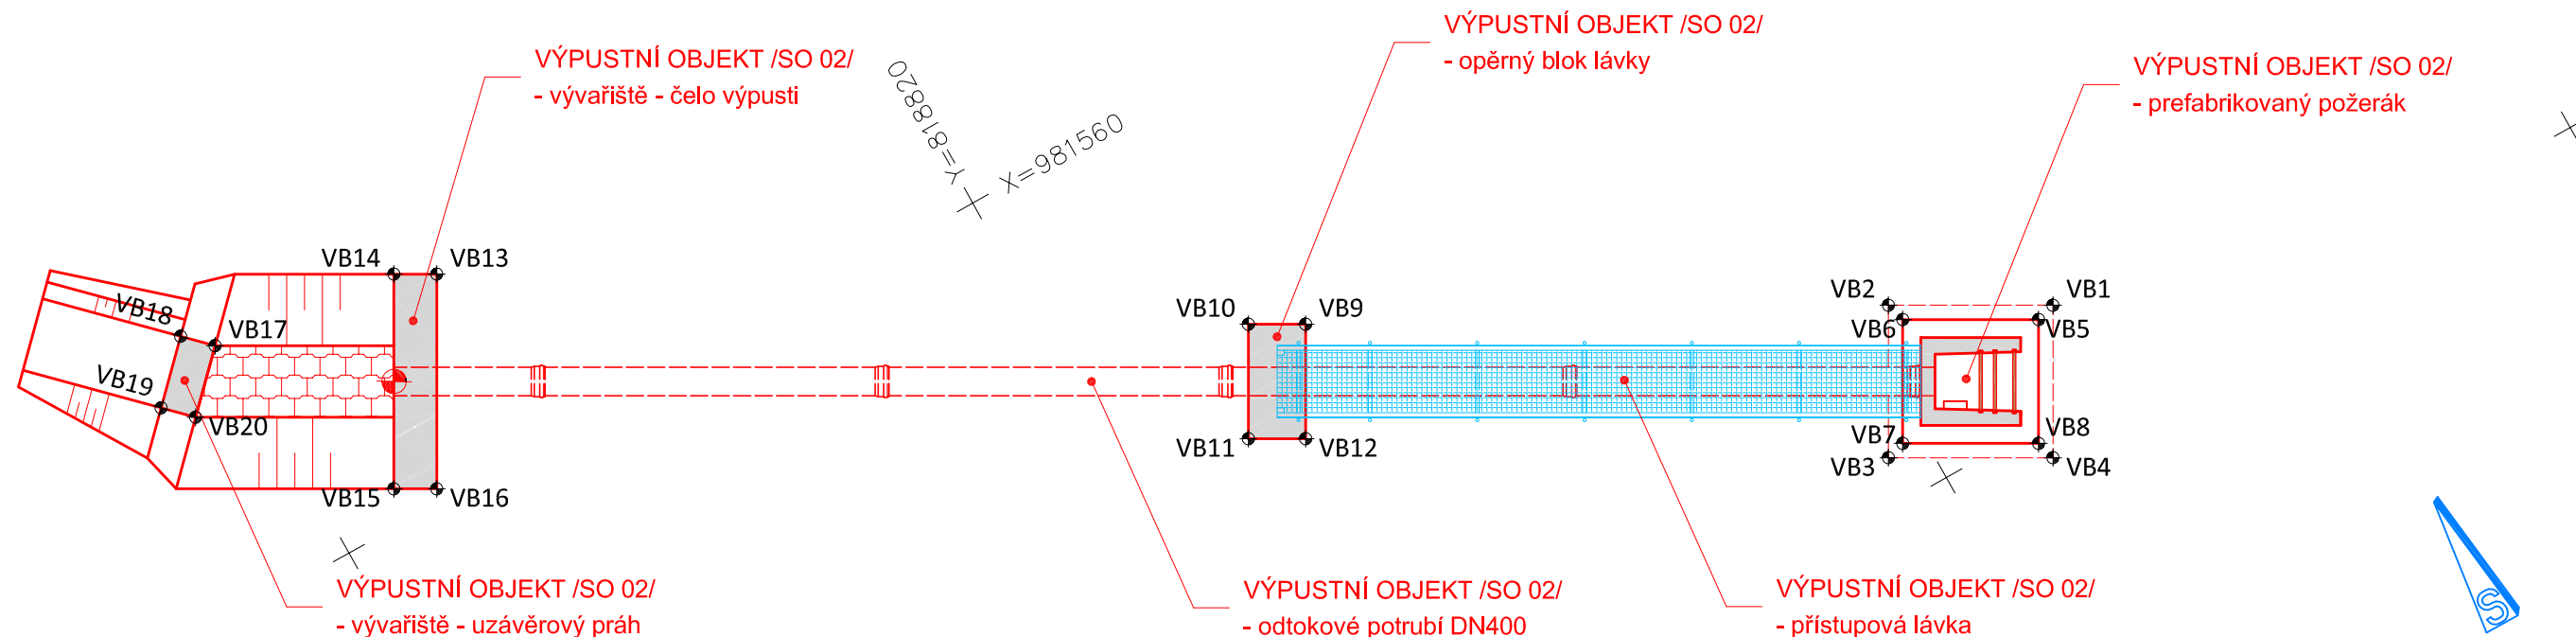 VÝPUSTNÍ OBJEKT /SO 02/
- opěrný blok lávky
VÝPUSTNÍ OBJEKT /SO 02/
- vývařiště - čelo výpusti
VÝPUSTNÍ OBJEKT /SO 02/
- prefabrikovaný požerák
Y=818820
X=981560
VB14
VB13
VB18
VB17
VB19
VB20
VB15
VB16
VB10
VB9
VB11
VB12
VB2
VB1
VB6
VB5
VB7
VB8
VB3
VB4
VÝPUSTNÍ OBJEKT /SO 02/
- vývařiště - uzávěrový práh
VÝPUSTNÍ OBJEKT /SO 02/
- odtokové potrubí DN400
VÝPUSTNÍ OBJEKT /SO 02/
- přístupová lávka
S